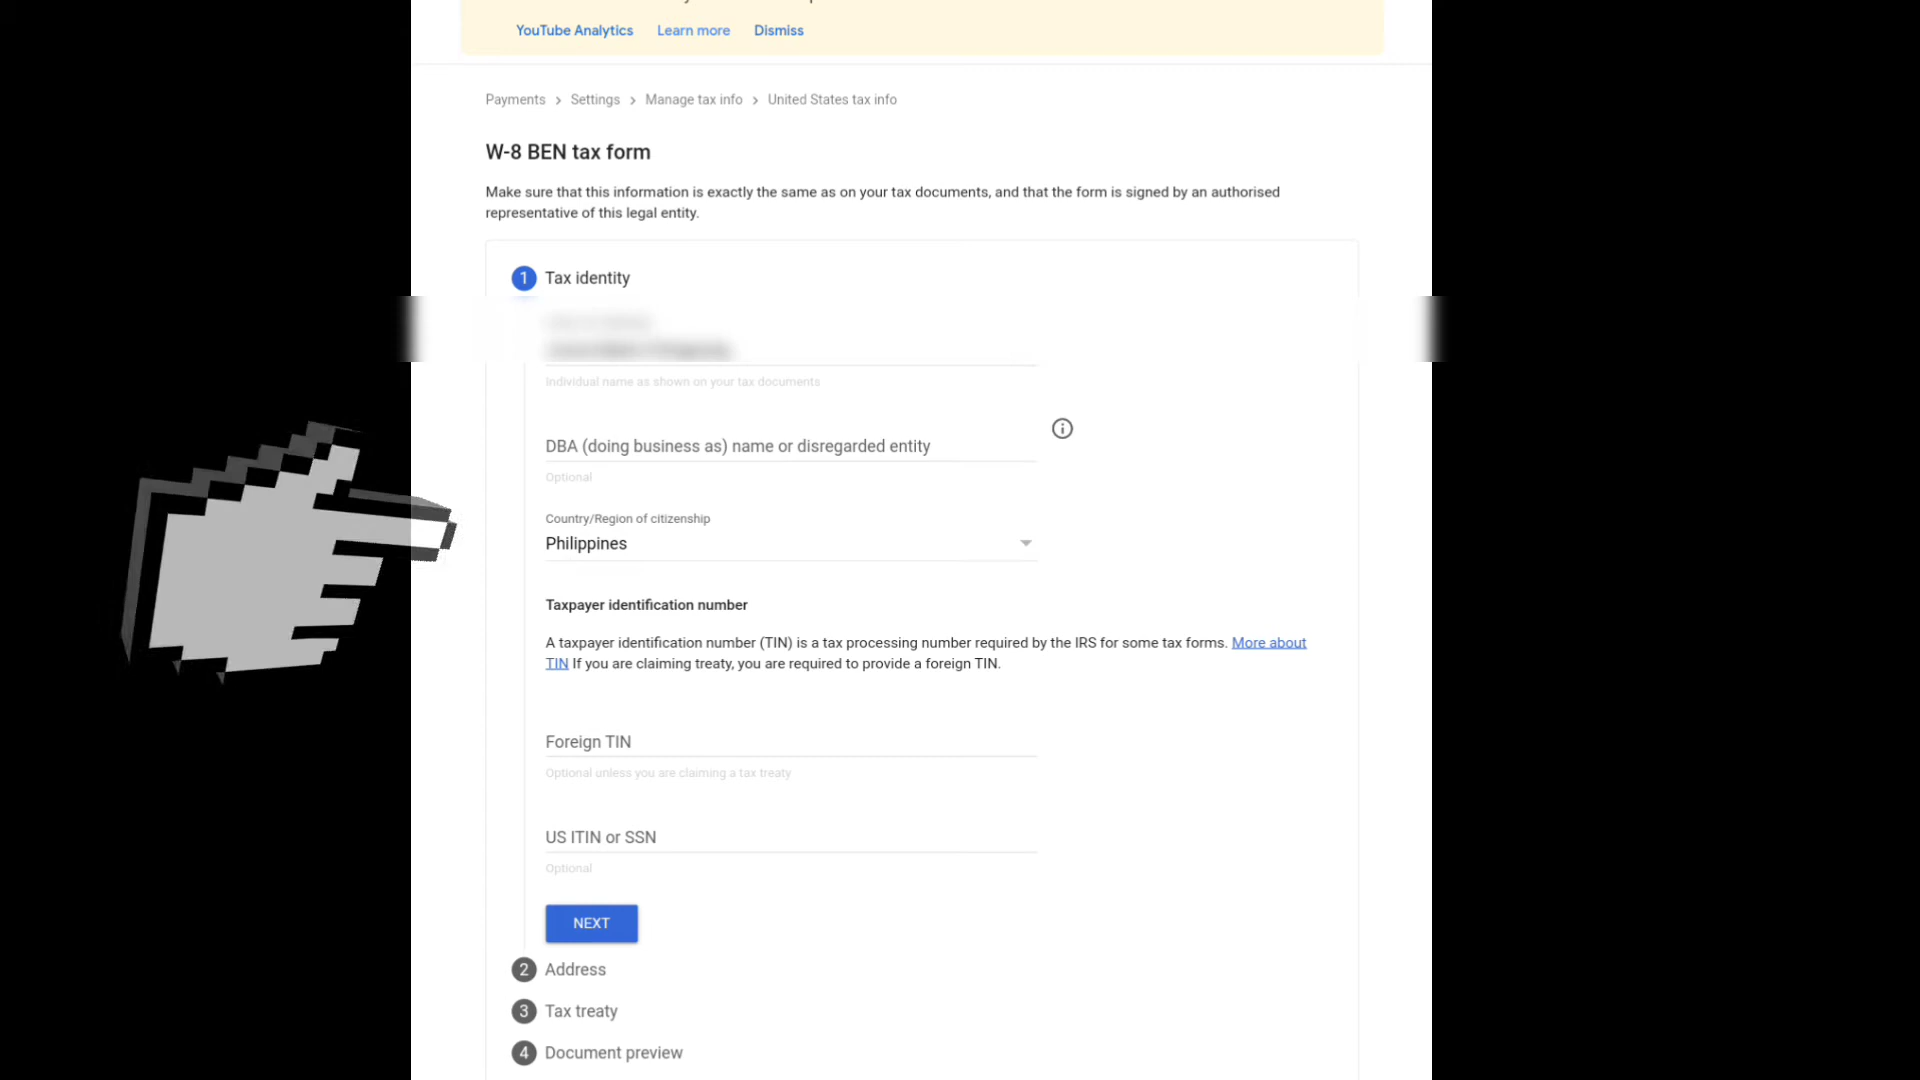 YouTube Analytics Learn more Dismiss
Payments > Settings > Manage tax info > United States tax info
W-8 BEN tax form
Make sure that this information is exactly the same as on your tax documents, and that the form is signed by an authorised
representative of this legal entity.
1 Tax identity
Individual name as shown on your tax documents
DBA (doing business as) name or disregarded entity
Optional
Country/Region of citizenship
Philippines
Taxpayer identification number
A taxpayer identification number (TIN) is a tax processing number required by the IRS for some tax forms. More about
TIN If you are claiming treaty, you are required to provide a foreign TIN.
Foreign TIN
Optional unless you are claiming a tax treaty
US ITIN or SSN
Optional
NEXT
2 Address
3 Tax treaty
4 Document preview